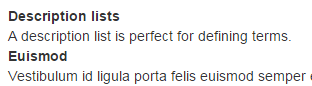 Description lists
A description list is perfect for defining terms.
Euismod
Vestibulum id ligula porta felis euismod semper